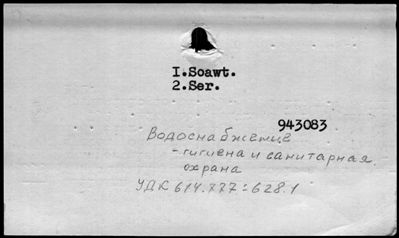 I.Soawt.
2.Ser.
943083
Водоснабжение
- гигиена и санитарная
охрана
УДК 614.777:628.1